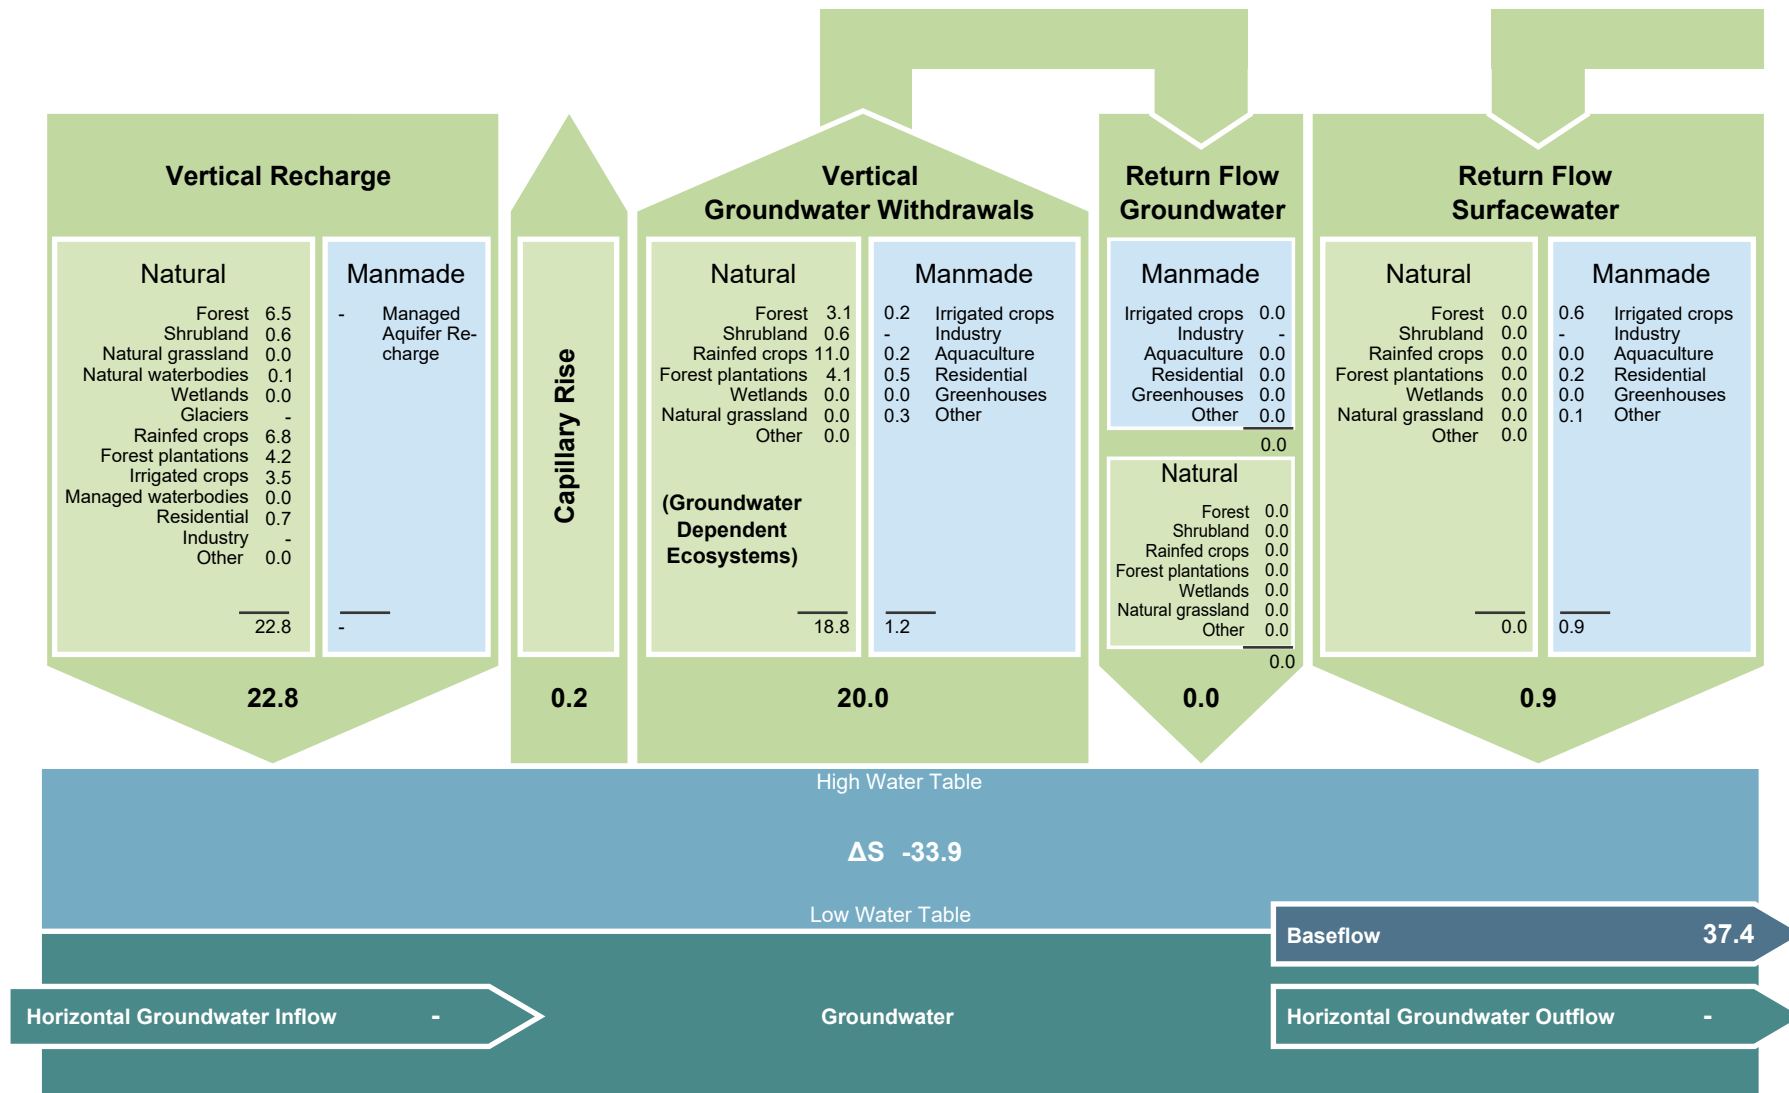 Vertical Recharge
Natural
Forest 6.5
Shrubland 0.6
Natural grassland 0.0
Natural waterbodies 0.1
Wetlands 0.0
Glaciers -
Rainfed crops 6.8
Forest plantations 4.2
Irrigated crops 3.5
Managed waterbodies 0.0
Residential 0.7
Industry -
Other 0.0
22.8
Manmade
- Managed
Aquifer Re-
charge
-
22.8
Capillary Rise
0.2
Vertical
Groundwater Withdrawals
Natural
Forest 3.1
Shrubland 0.6
Rainfed crops 11.0
Forest plantations 4.1
Wetlands 0.0
Natural grassland 0.0
Other 0.0
(Groundwater
Dependent
Ecosystems)
18.8
Manmade
0.2 Irrigated crops
- Industry
0.2 Aquaculture
0.5 Residential
0.0 Greenhouses
0.3 Other
1.2
20.0
Return Flow
Groundwater
Manmade
Irrigated crops 0.0
Industry -
Aquaculture 0.0
Residential 0.0
Greenhouses 0.0
Other 0.0
0.0
Natural
Forest 0.0
Shrubland 0.0
Rainfed crops 0.0
Forest plantations 0.0
Wetlands 0.0
Natural grassland 0.0
Other 0.0
0.0
0.0
Return Flow
Surfacewater
Natural
Forest 0.0
Shrubland 0.0
Rainfed crops 0.0
Forest plantations 0.0
Wetlands 0.0
Natural grassland 0.0
Other 0.0
0.0
Manmade
0.6 Irrigated crops
- Industry
0.0 Aquaculture
0.2 Residential
0.0 Greenhouses
0.1 Other
0.9
0.9
High Water Table
ΔS -33.9
Low Water Table
Baseflow 37.4
Horizontal Groundwater Inflow -
Groundwater
Horizontal Groundwater Outflow -